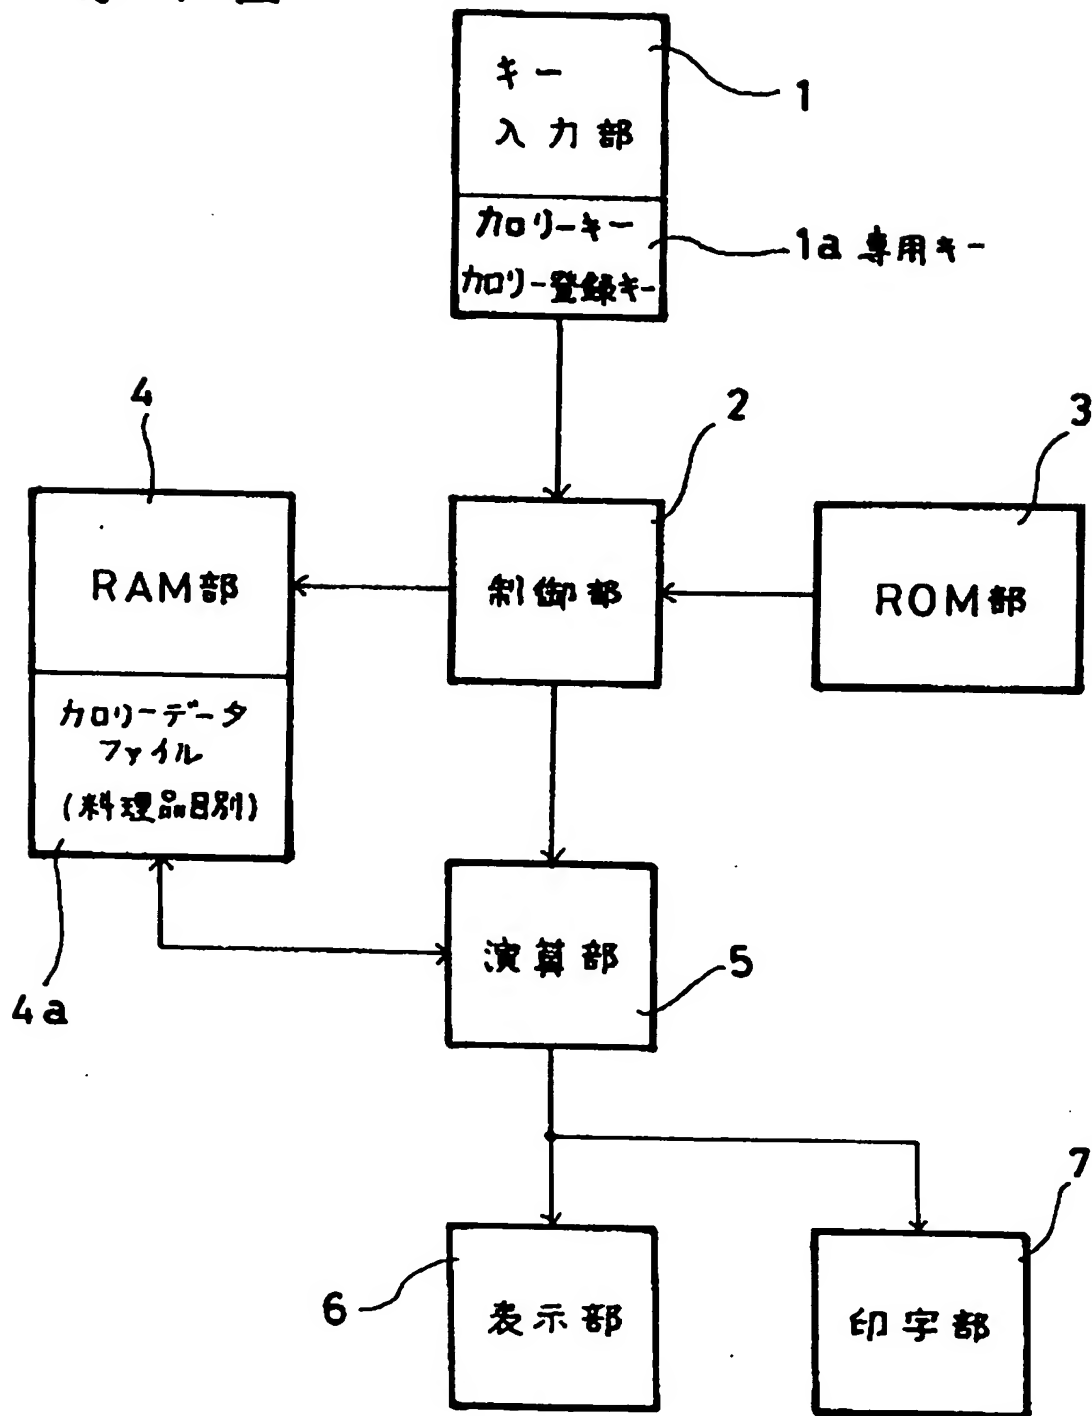 キー
入力部
1
カロリーキー
1a 専用キー
カロリー登録キー
4
2
3
RAM部
制御部
ROM部
カロリーデータ
ファイル
(料理品目別)
演算部
5
4a
7
6
表示部
印字部